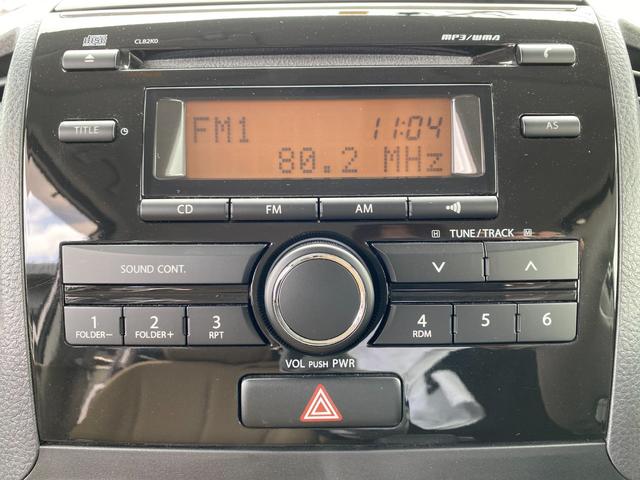 CLB2K0
MP3/WMA
TITLE
AS
FM1 11:04
80.2 MHz
CD FM AM
H TUNE/TRACK M
SOUND CONT.
1 2 3 4 5 6
FOLDER- FOLDER+ RPT RDM
VOL PUSH PWR